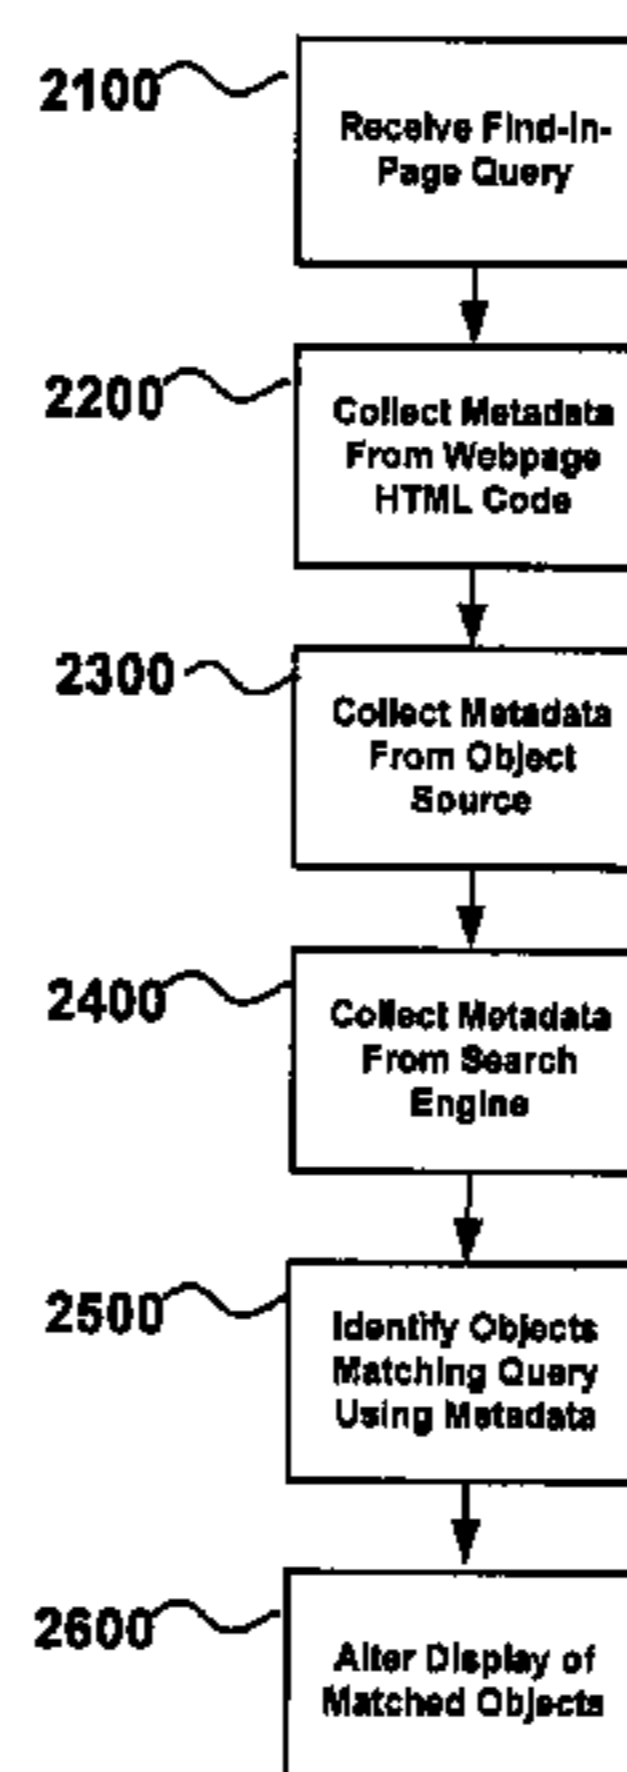 2100
Receive Find-In-
Page Query
2200
Collect Metadata
From Webpage
HTML Code
2300
Collect Metadata
From Object
Source
2400
Collect Metadata
From Search
Engine
2500
Identify Objects
Matching Query
Using Metadata
2600
Alter Display of
Matched Objects